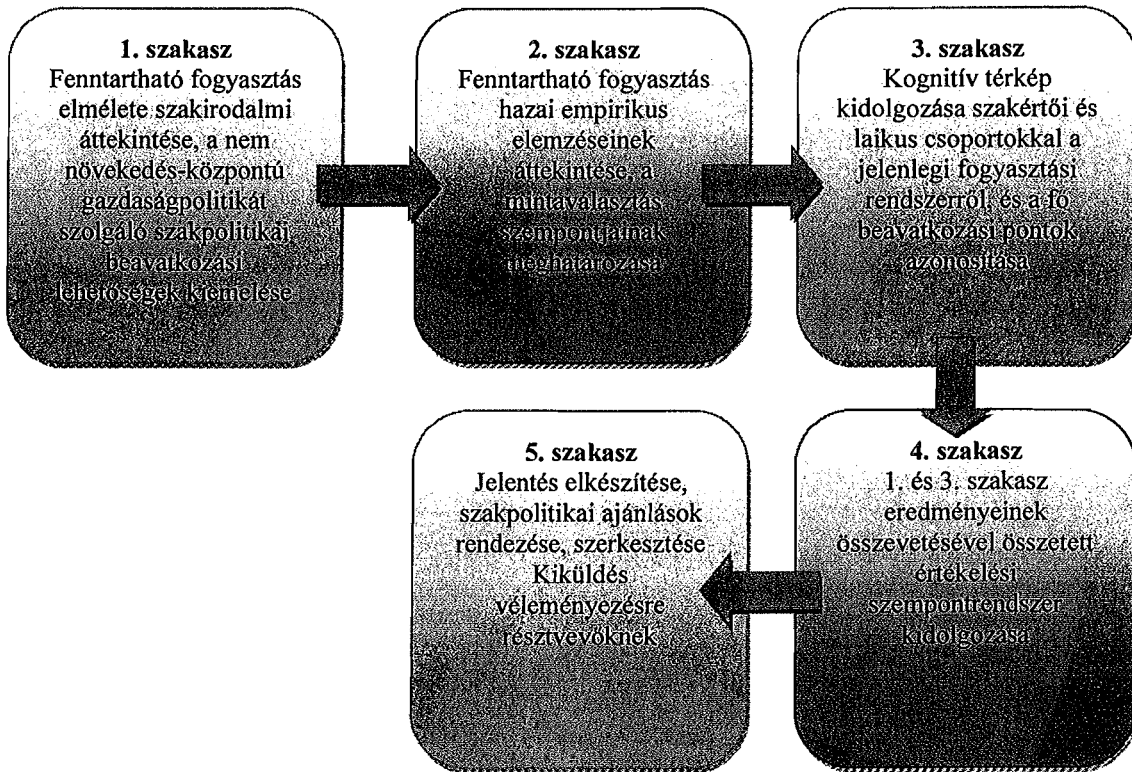 1. szakasz
Fenntartható fogyasztás
elmélete szakirodalmi
áttekintése, a nem
növekedés-központú
gazdaságpolitikát
szolgáló szakpolitikai
beavatkozási
lehetőségek kiemelése
2. szakasz
Fenntartható fogyasztás
hazai empirikus
elemzéseinek
áttekintése, a
mintaválasztás
szempontjainak
meghatározása
3. szakasz
Kognitív térkép
kidolgozása szakértői és
laikus csoportokkal a
jelenlegi fogyasztási
rendszerről, és a fő
beavatkozási pontok
azonosítása
4. szakasz
1. és 3. szakasz
eredményeinek
összevetésével összetett
értékelési
szempontrendszer
kidolgozása
5. szakasz
Jelentés elkészítése,
szakpolitikai ajánlások
rendezése, szerkesztése
Kiküldés
véleményezésre
résztvevőknek